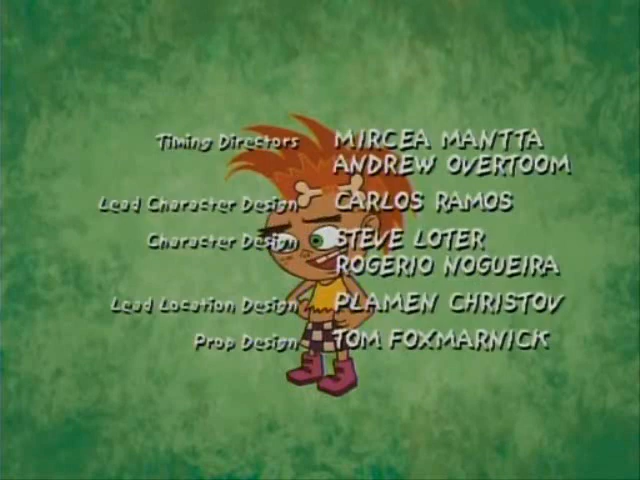 Timing Directors MIRCEA MANTTA
ANDREW OVERTOOM
Lead Character Design CARLOS RAMOS
Character Design STEVE LOTER
ROGERIO NOGUEIRA
Lead Location Design PLAMEN CHRISTOV
Prop Design TOM FOXMARNICK